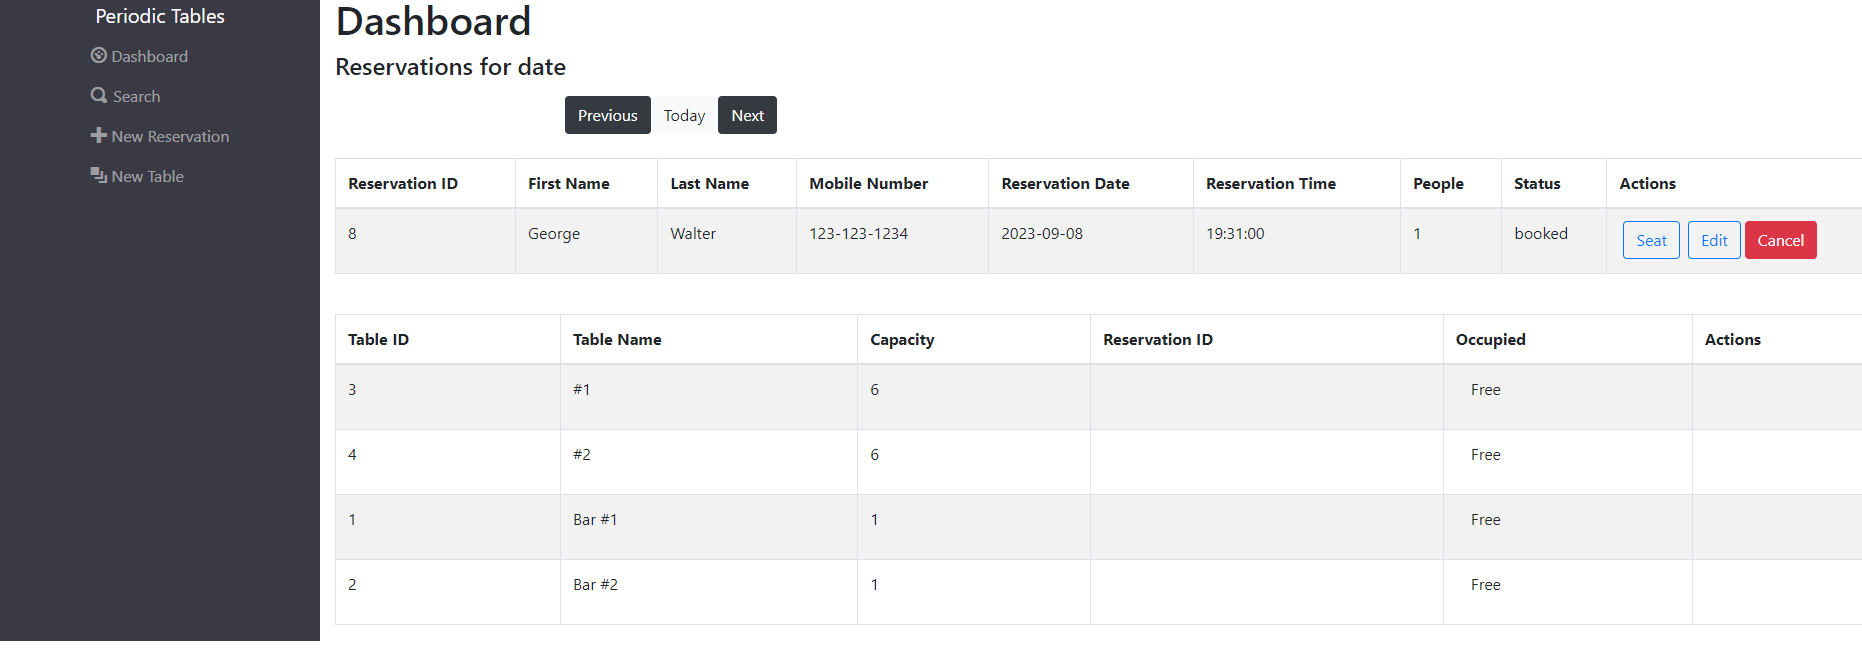 Periodic Tables
Dashboard
Search
New Reservation
New Table
Dashboard
Reservations for date
Previous Today Next
Reservation ID First Name Last Name Mobile Number Reservation Date Reservation Time People Status Actions
8 George Walter 123-123-1234 2023-09-08 19:31:00 1 booked Seat Edit Cancel
Table ID Table Name Capacity Reservation ID Occupied Actions
3 #1 6 Free
4 #2 6 Free
1 Bar #1 1 Free
2 Bar #2 1 Free